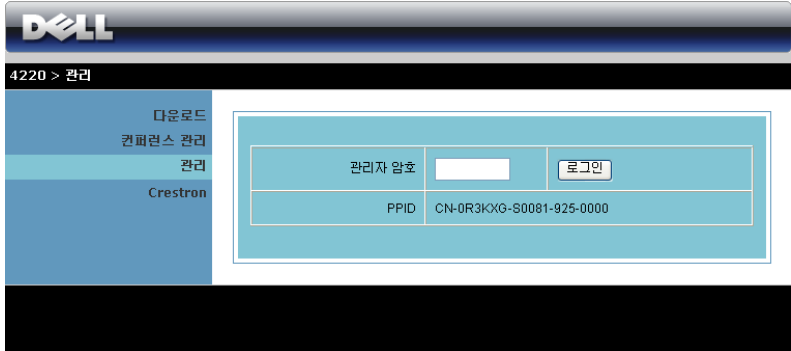 DELL
4220 > 관리
다운로드
컨퍼런스 관리
관리
Crestron
관리자 암호
로그인
PPID
CN-0R3KXG-S0081-925-0000